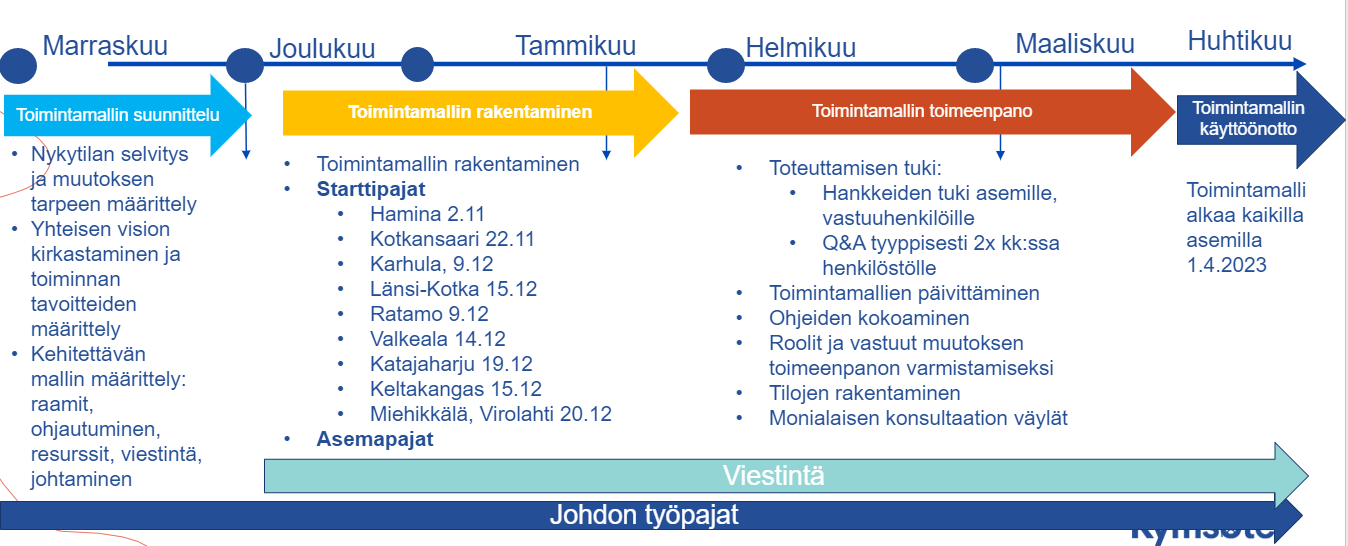 Marraskuu
Joulukuu
Tammikuu
Helmikuu
Maaliskuu
Huhtikuu
Toimintamallin suunnittelu
Toimintamallin rakentaminen
Toimintamallin toimeenpano
Toimintamallin
käyttöönotto
• Nykytilan selvitys
ja muutoksen
tarpeen määrittely
• Yhteisen vision
kirkastaminen ja
toiminnan
tavoitteiden
määrittely
• Kehitettävän
mallin määrittely:
raamit,
ohjautuminen,
resurssit, viestintä,
johtaminen
• Toimintamallin rakentaminen
• Starttipajat
• Hamina 2.11
• Kotkansaari 22.11
• Karhula, 9.12
• Länsi-Kotka 15.12
• Ratamo 9.12
• Valkeala 14.12
• Katajaharju 19.12
• Keltakangas 15.12
• Miehikkälä, Virolahti 20.12
• Asemapajat
• Toteuttamisen tuki:
• Hankkeiden tuki asemille,
vastuuhenkilöille
• Q&A tyyppisesti 2x kk:ssa
henkilöstölle
• Toimintamallien päivittäminen
• Ohjeiden kokoaminen
• Roolit ja vastuut muutoksen
toimeenpanon varmistamiseksi
• Tilojen rakentaminen
• Monialaisen konsultaation väylät
Toimintamalli
alkaa kaikilla
asemilla
1.4.2023
Viestintä
Johdon työpajat
Kymsote